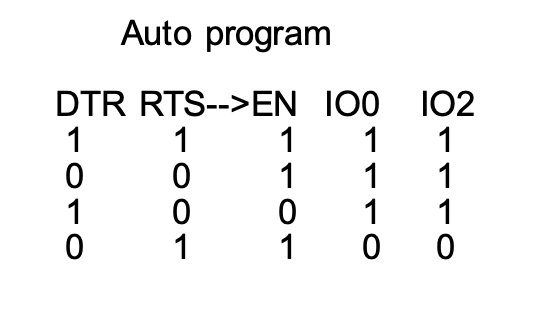 Auto program
DTR RTS-->EN IO0 IO2
1 1 1 1 1
0 0 1 1 1
1 0 0 1 1
0 1 1 0 0